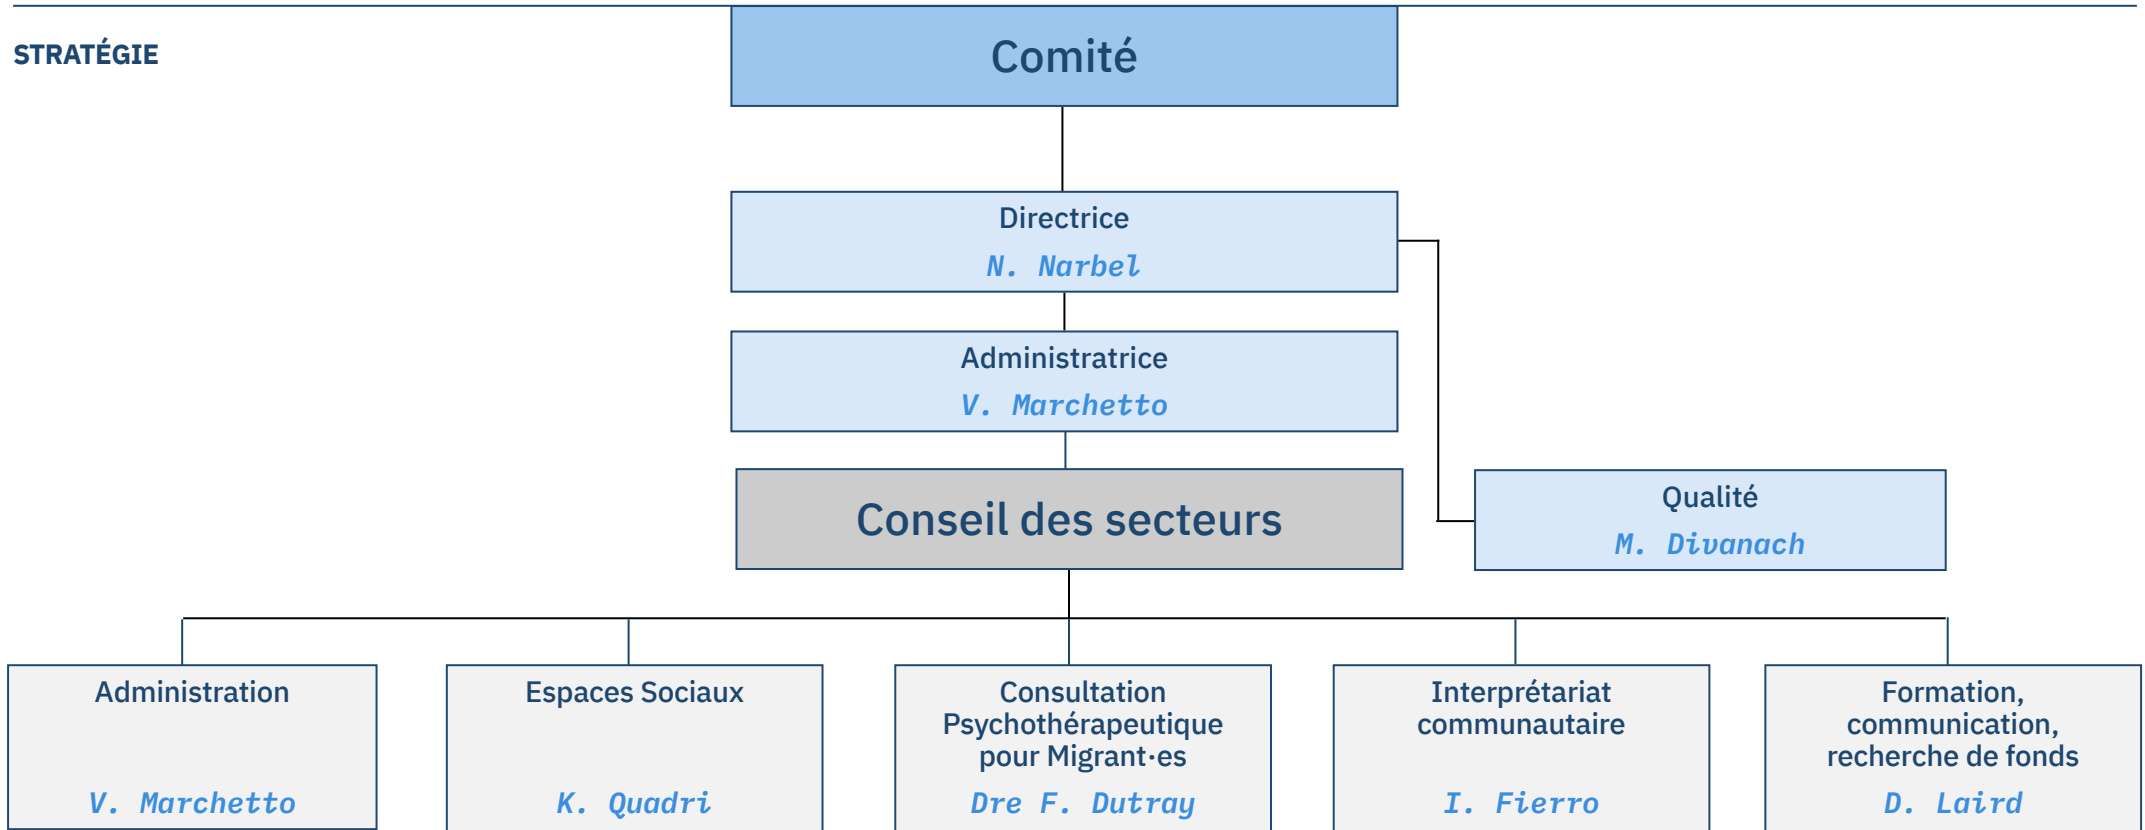 STRATÉGIE
Comité
Directrice
N. Narbel
Administratrice
V. Marchetto
Conseil des secteurs
Qualité
M. Divanach
Administration
V. Marchetto
Espaces Sociaux
K. Quadri
Consultation
Psychothérapeutique
pour Migrant·es
Dre F. Dutray
Interprétariat
communautaire
I. Fierro
Formation,
communication,
recherche de fonds
D. Laird